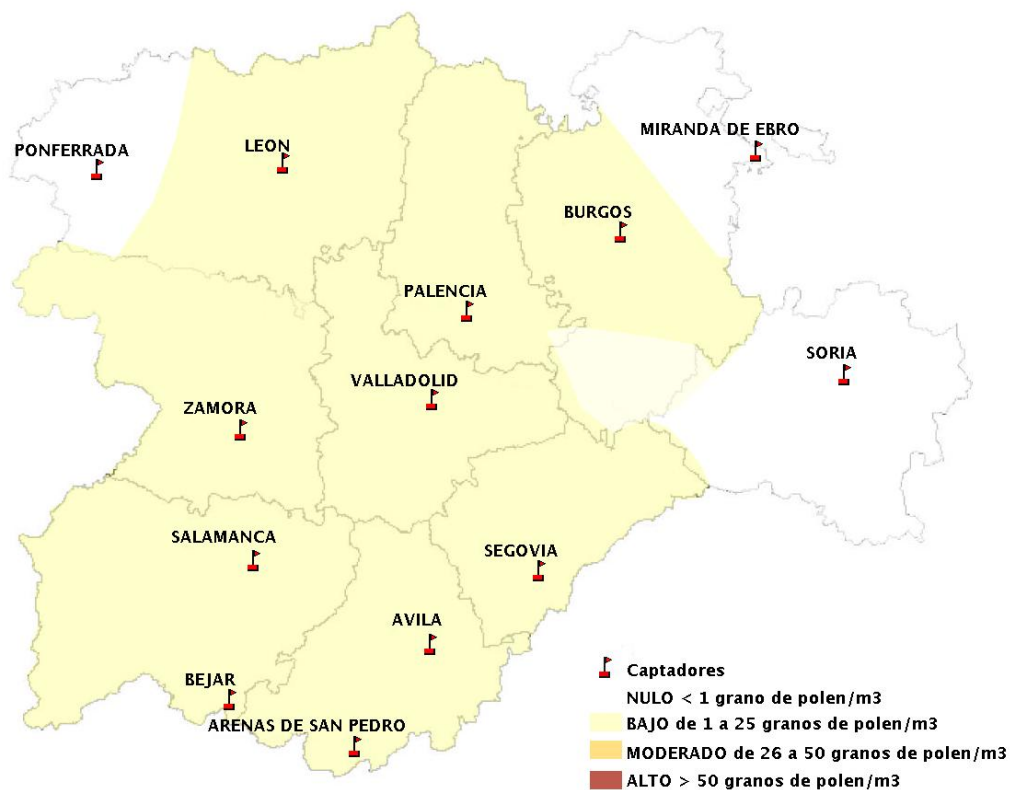 MIRANDA DE EBRO
PONFERRADA
LEON
BURGOS
PALENCIA
SORIA
VALLADOLID
ZAMORA
SALAMANCA
SEGOVIA
AVILA
BEJAR
ARENAS DE SAN PEDRO
Captadores
NULO < 1 grano de polen/m3
BAJO de 1 a 25 granos de polen/m3
MODERADO de 26 a 50 granos de polen/m3
ALTO > 50 granos de polen/m3